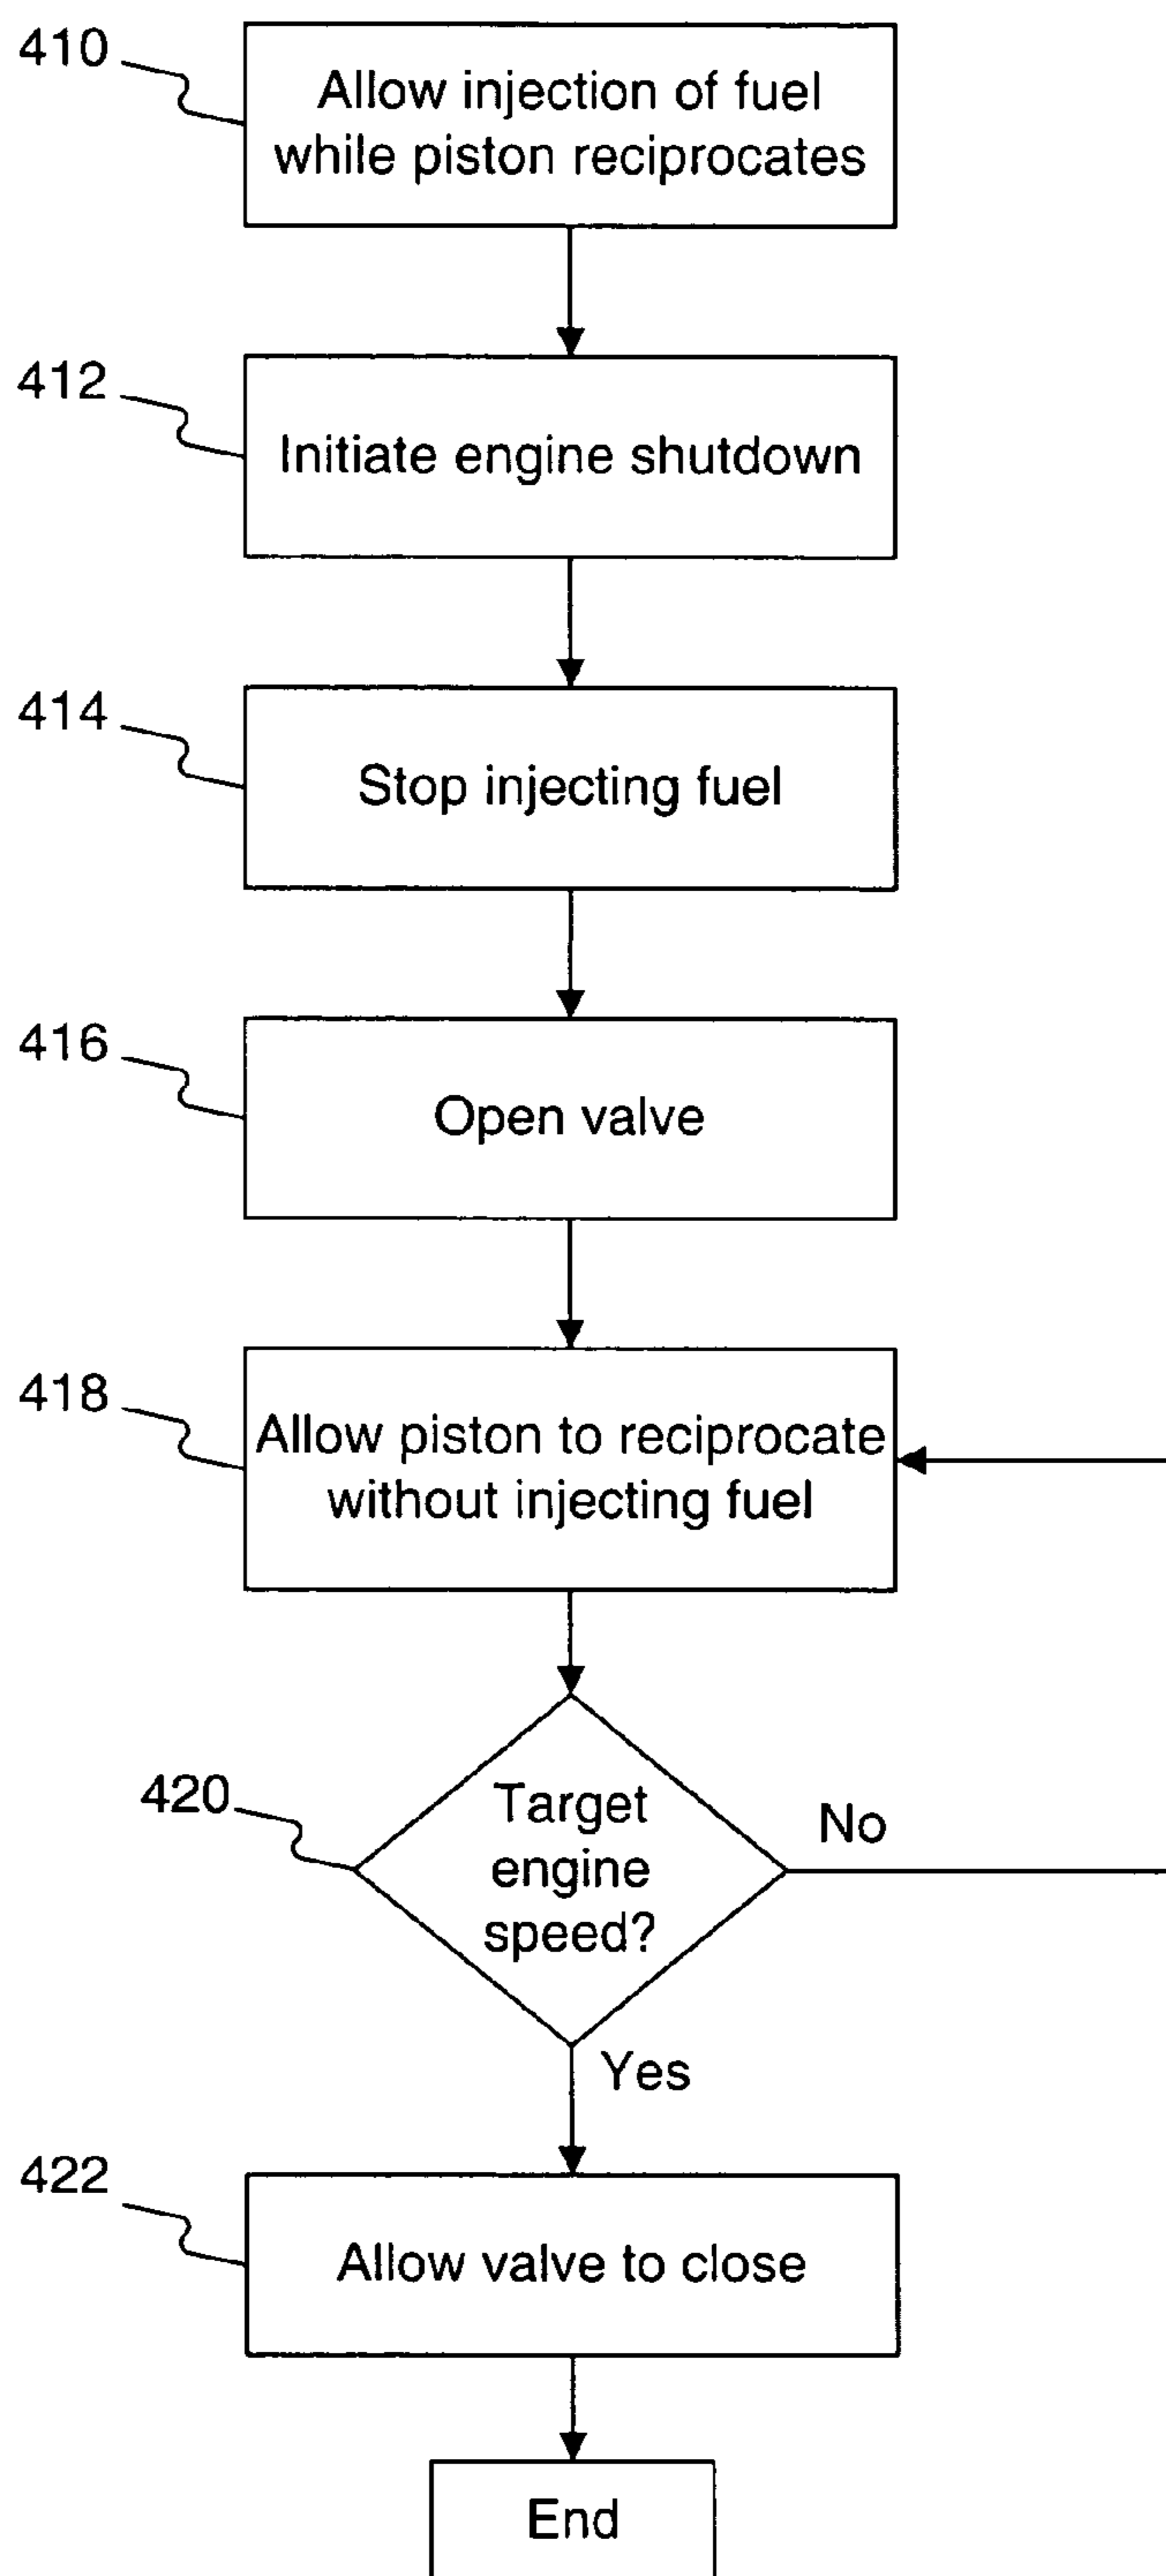 410
Allow injection of fuel
while piston reciprocates
412
Initiate engine shutdown
414
Stop injecting fuel
416
Open valve
418
Allow piston to reciprocate
without injecting fuel
420
Target
engine
speed?
No
Yes
422
Allow valve to close
End